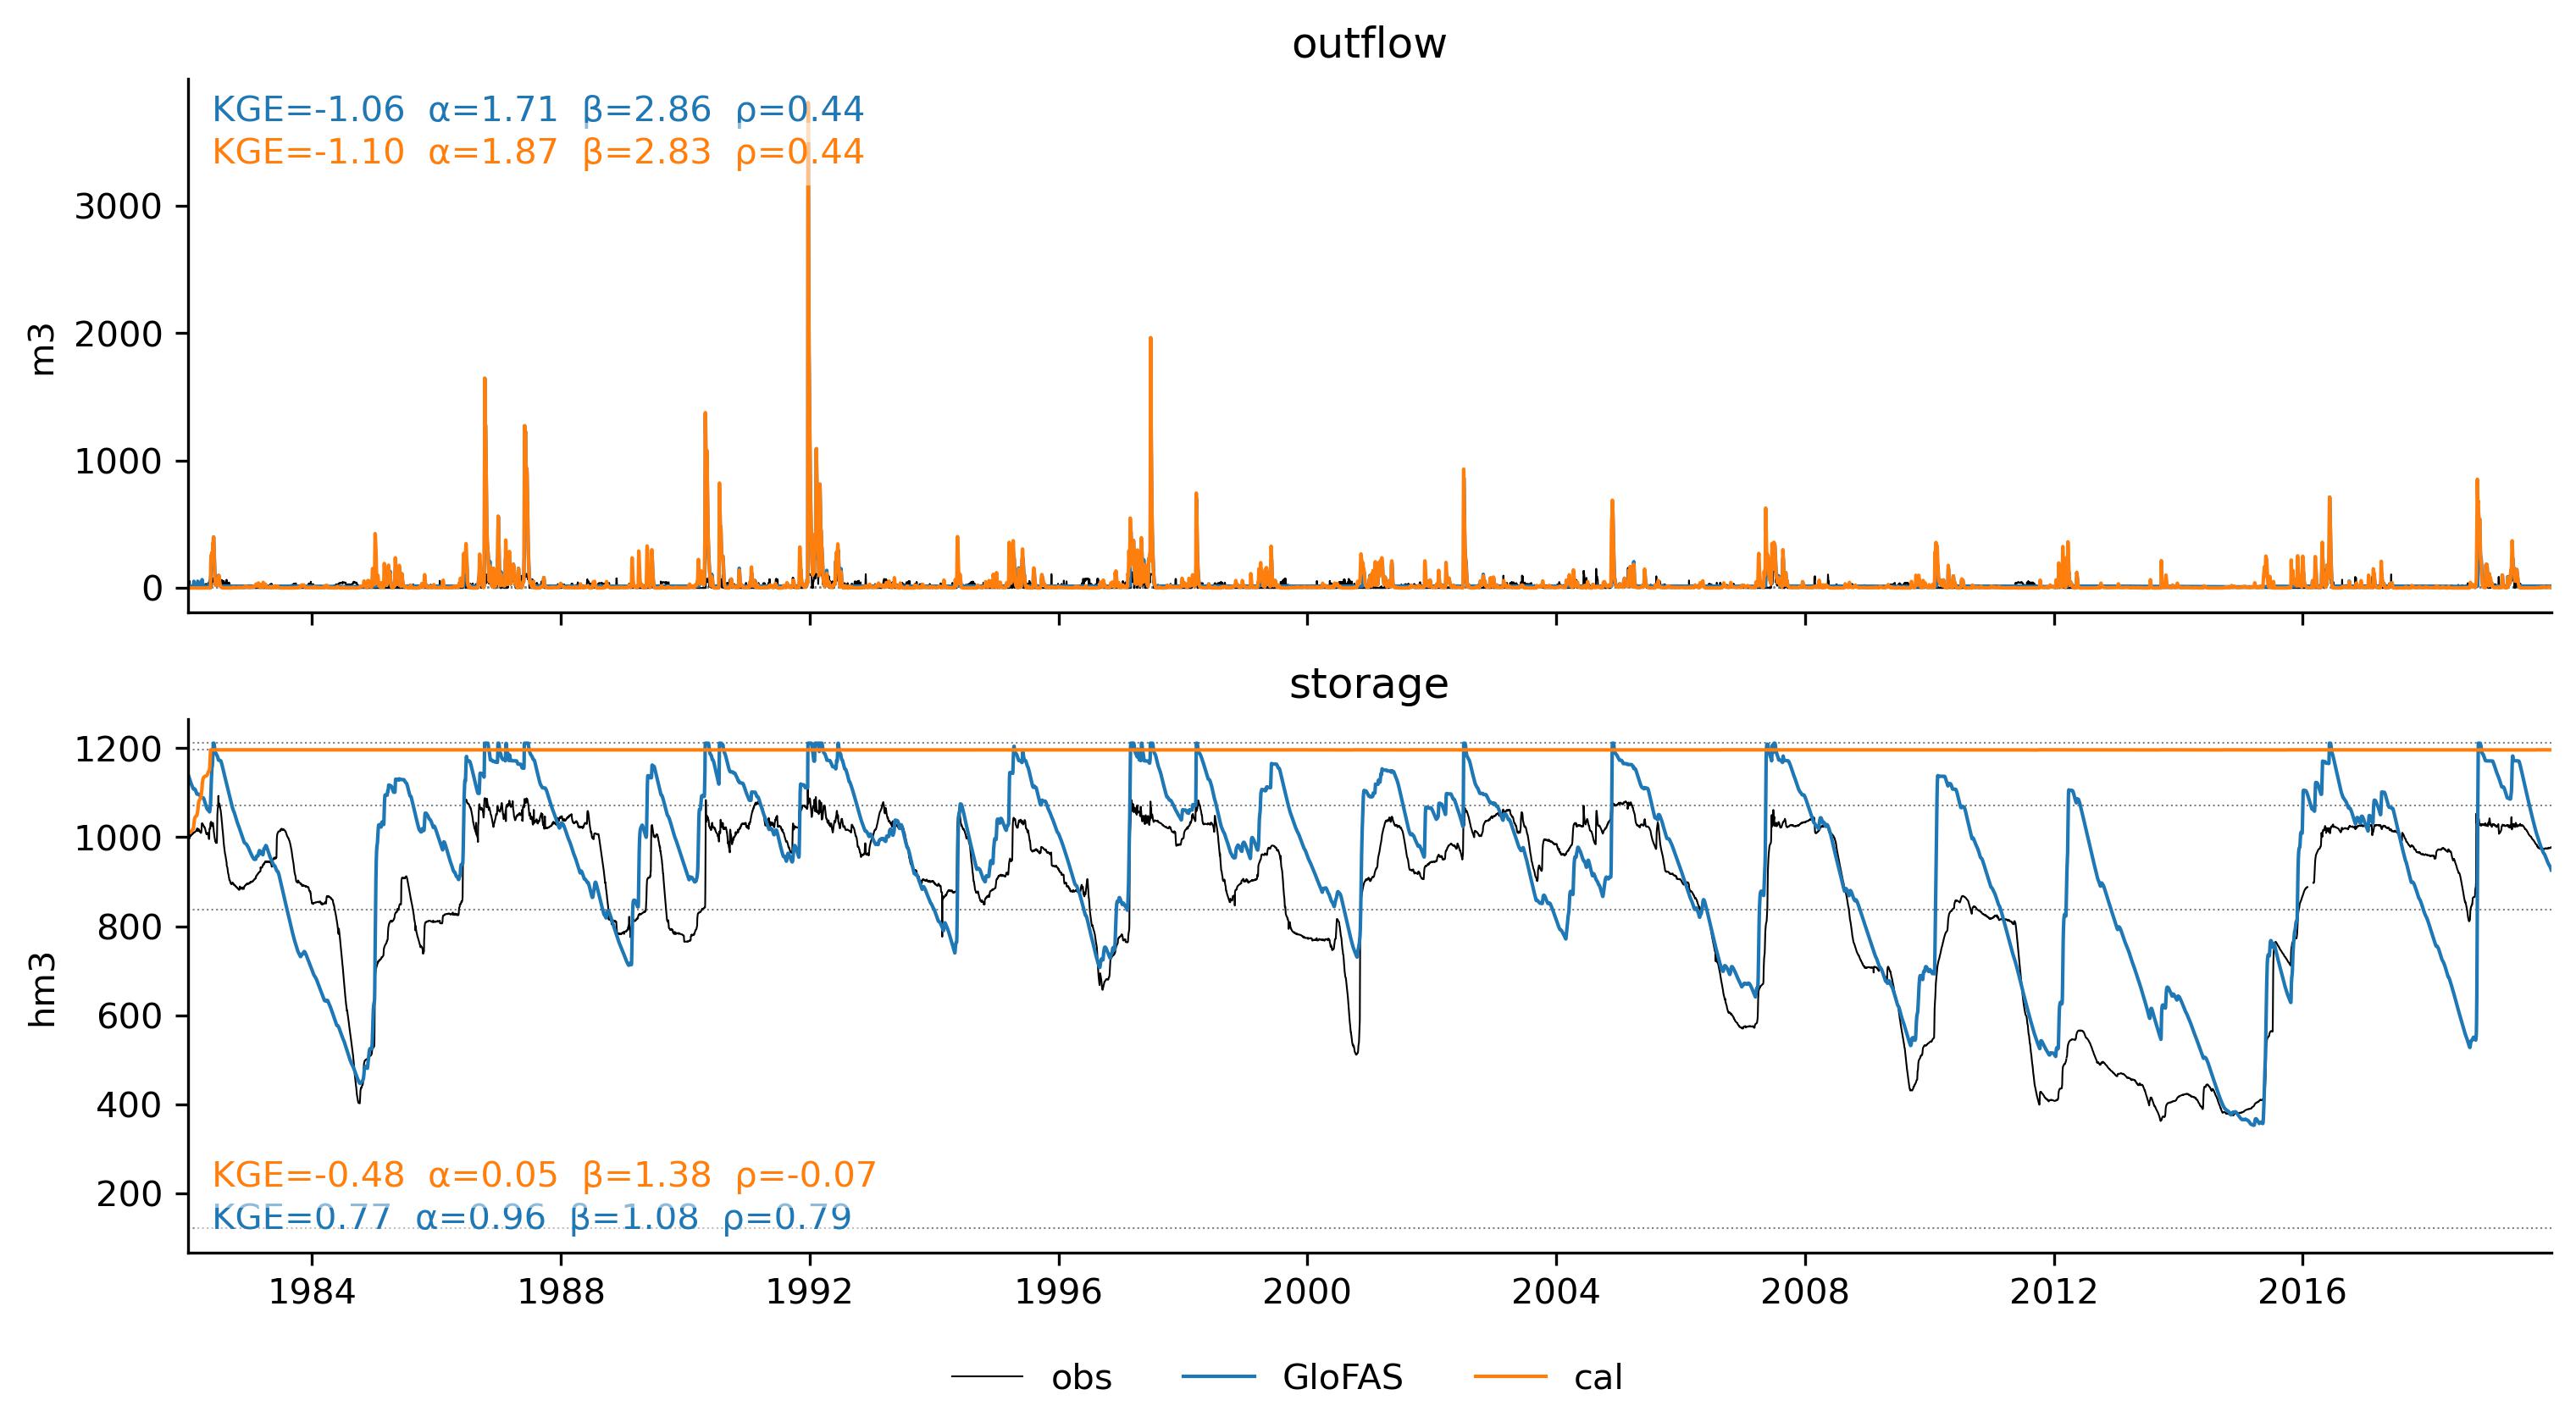 outflow
KGE=-1.06 α=1.71 β=2.86 ρ=0.44
KGE=-1.10 α=1.87 β=2.83 ρ=0.44
3000
2000
1000
0
m3
storage
1200
1000
800
600
400
200
hm3
KGE=-0.48 α=0.05 β=1.38 ρ=-0.07
KGE=0.77 α=0.96 β=1.08 ρ=0.79
1984 1988 1992 1996 2000 2004 2008 2012 2016
obs GloFAS cal